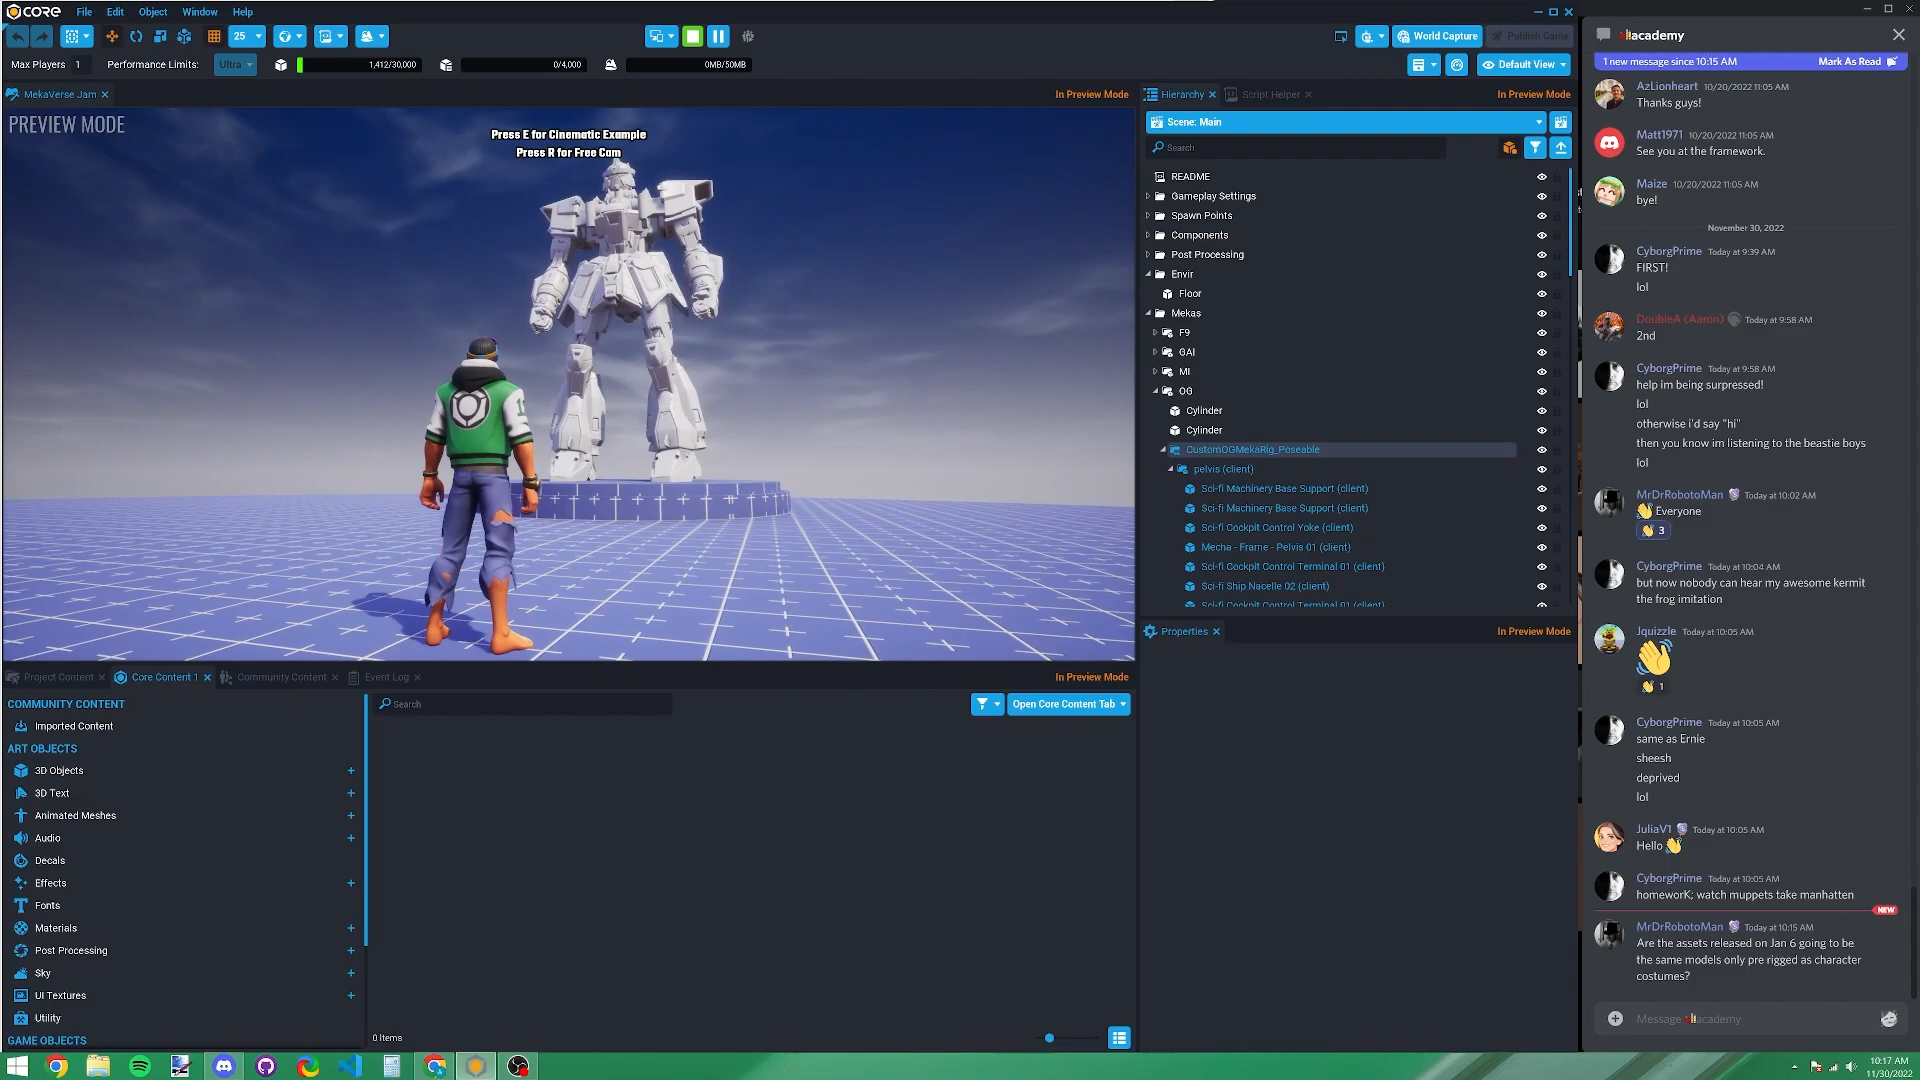 CORE File Edit Object Window Help
25
World Capture Publish Game
Max Players 1 Performance Limits: Ultra 1,412/30,000 0/4,000 0MB/50MB
Default View
MekaVerse Jam In Preview Mode
PREVIEW MODE
Press E for Cinematic Example
Press R for Free Cam
Hierarchy Script Helper In Preview Mode
Scene: Main
Search
README
Gameplay Settings
Spawn Points
Components
Post Processing
Envir
Floor
Mekas
F9
GAI
MI
OG
Cylinder
Cylinder
CustomOGMekaRig_Poseable
pelvis (client)
Sci-fi Machinery Base Support (client)
Sci-fi Machinery Base Support (client)
Sci-fi Cockpit Control Yoke (client)
Mecha - Frame - Pelvis 01 (client)
Sci-fi Cockpit Control Terminal 01 (client)
Sci-fi Ship Nacelle 02 (client)
Sci-fi Cockpit Control Terminal 01 (client)
Properties In Preview Mode
Project Content Core Content 1 Community Content Event Log In Preview Mode
COMMUNITY CONTENT
Imported Content
ART OBJECTS
3D Objects
3D Text
Animated Meshes
Audio
Decals
Effects
Fonts
Materials
Post Processing
Sky
UI Textures
Utility
GAME OBJECTS
Search
Open Core Content Tab
0 Items
academy
1 new message since 10:15 AM Mark As Read
AzLionheart 10/20/2022 11:05 AM
Thanks guys!
Matt1971 10/20/2022 11:05 AM
See you at the framework.
Maize 10/20/2022 11:05 AM
bye!
November 30, 2022
CyborgPrime Today at 9:39 AM
FIRST!
lol
DoubleA (Aaron) Today at 9:58 AM
2nd
CyborgPrime Today at 9:58 AM
help im being surpressed!
lol
otherwise i'd say "hi"
then you know im listening to the beastie boys
lol
MrDrRobotoMan Today at 10:02 AM
👋 Everyone
👋 3
CyborgPrime Today at 10:04 AM
but now nobody can hear my awesome kermit
the frog imitation
Jquizzle Today at 10:05 AM
👋
👋 1
CyborgPrime Today at 10:05 AM
same as Ernie
sheesh
deprived
lol
JuliaV1 Today at 10:05 AM
Hello 👋
CyborgPrime Today at 10:05 AM
homeworK; watch muppets take manhatten
NEW
MrDrRobotoMan Today at 10:15 AM
Are the assets released on Jan 6 going to be
the same models only pre rigged as character
costumes?
Message academy
10:17 AM
11/30/2022